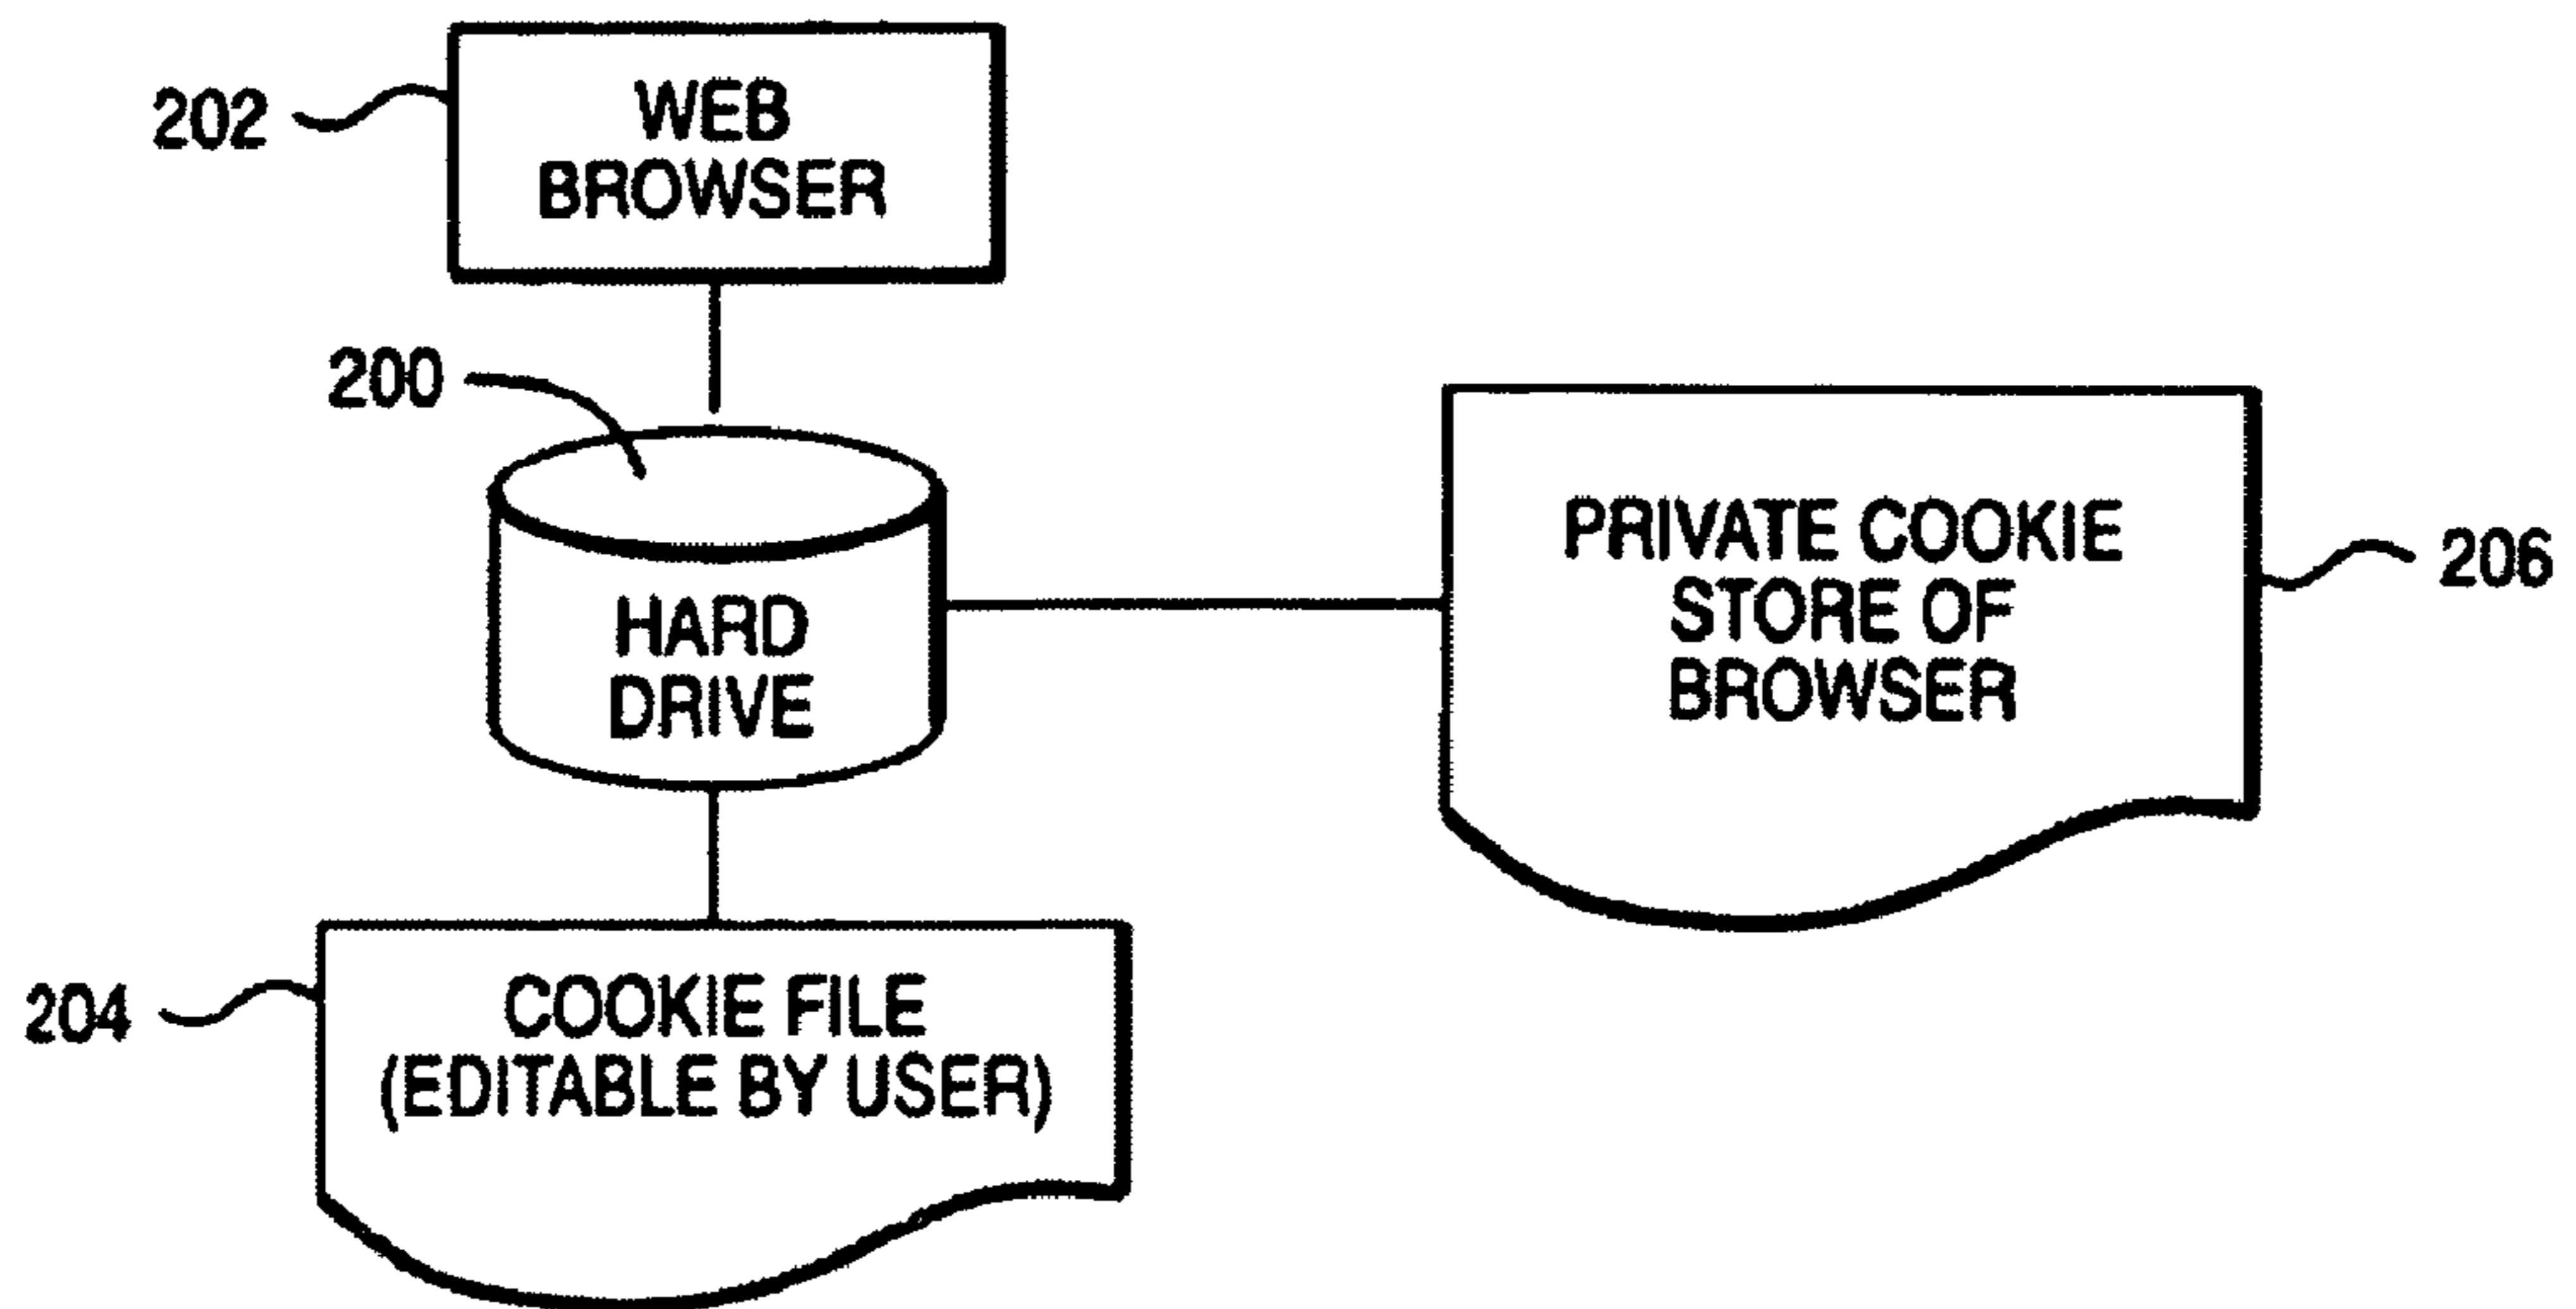 202
WEB
BROWSER
200
HARD
DRIVE
PRIVATE COOKIE
STORE OF
BROWSER
206
204
COOKIE FILE
(EDITABLE BY USER)